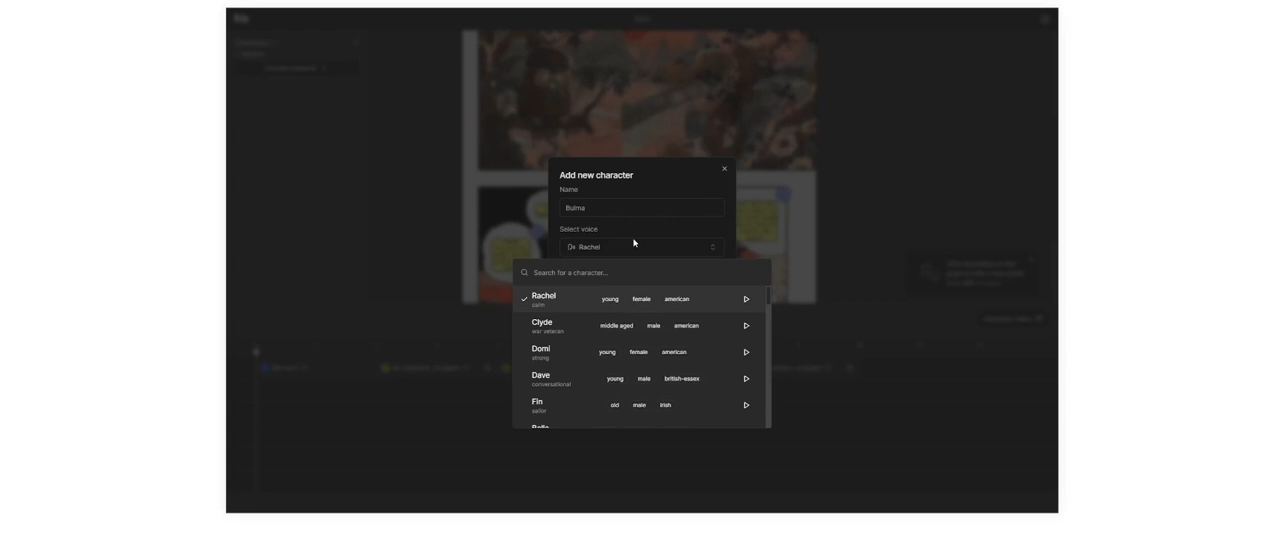 Add new character
Name
Bulma
Select voice
Rachel
Search for a character...
Rachel young female american
calm
Clyde middle aged male american
war veteran
Domi young female american
strong
Dave young male british-essex
conversational
Fin old male irish
sailor